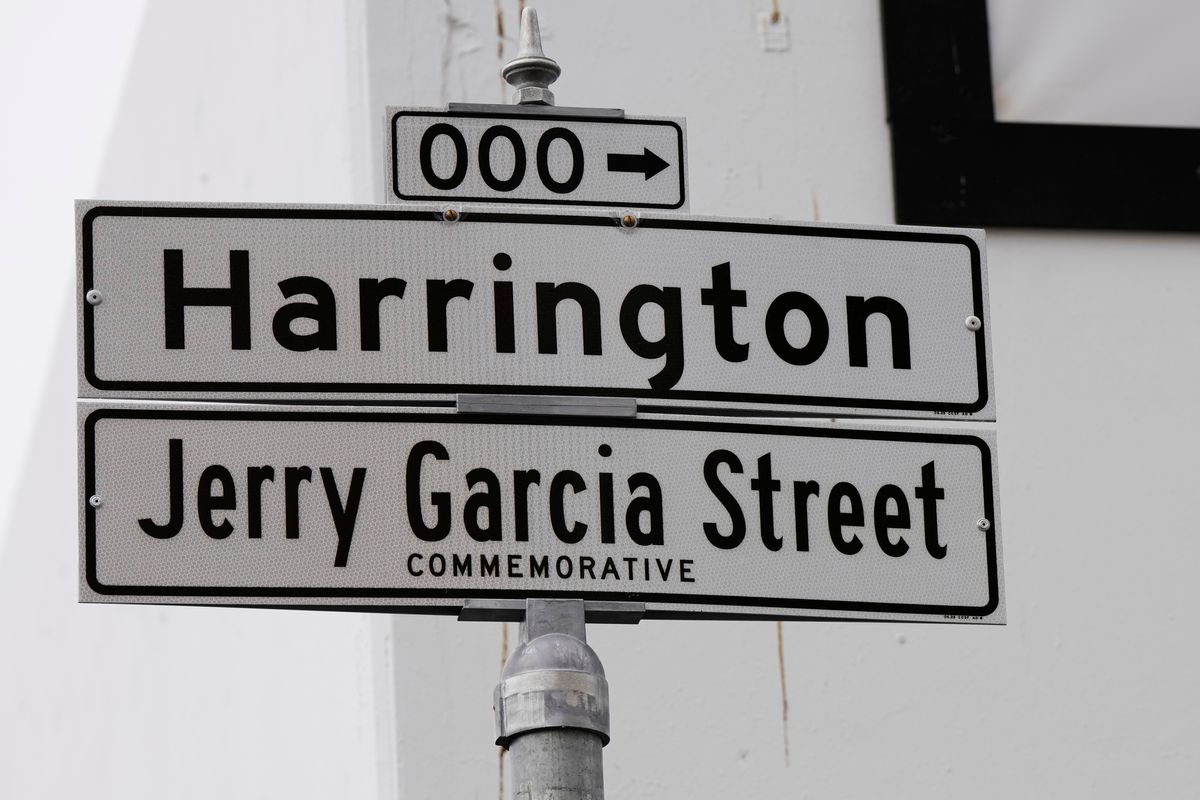 000 →
Harrington
Jerry Garcia Street
COMMEMORATIVE